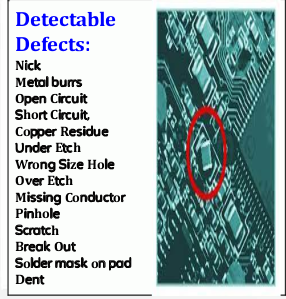 Detectable
Defects:
Nick
Metal burrs
Open Circuit
Short Circuit,
Copper Residue
Under Etch
Wrong Size Hole
Over Etch
Missing Conductor
Pinhole
Scratch
Break Out
Solder mask on pad
Dent